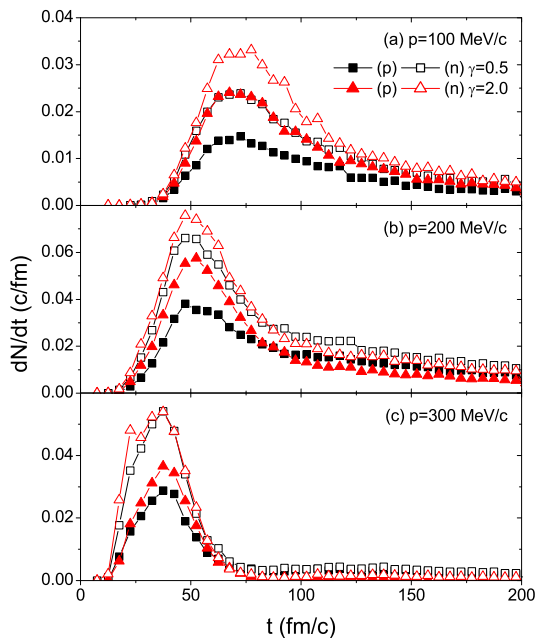 0.04
(a) p=100 MeV/c
(p) (n) γ=0.5
(p) (n) γ=2.0
0.03
0.02
0.01
0.00
(b) p=200 MeV/c
0.06
0.04
0.02
0.00
dN/dt (c/fm)
(c) p=300 MeV/c
0.04
0.02
0.00
0 50 100 150 200
t (fm/c)